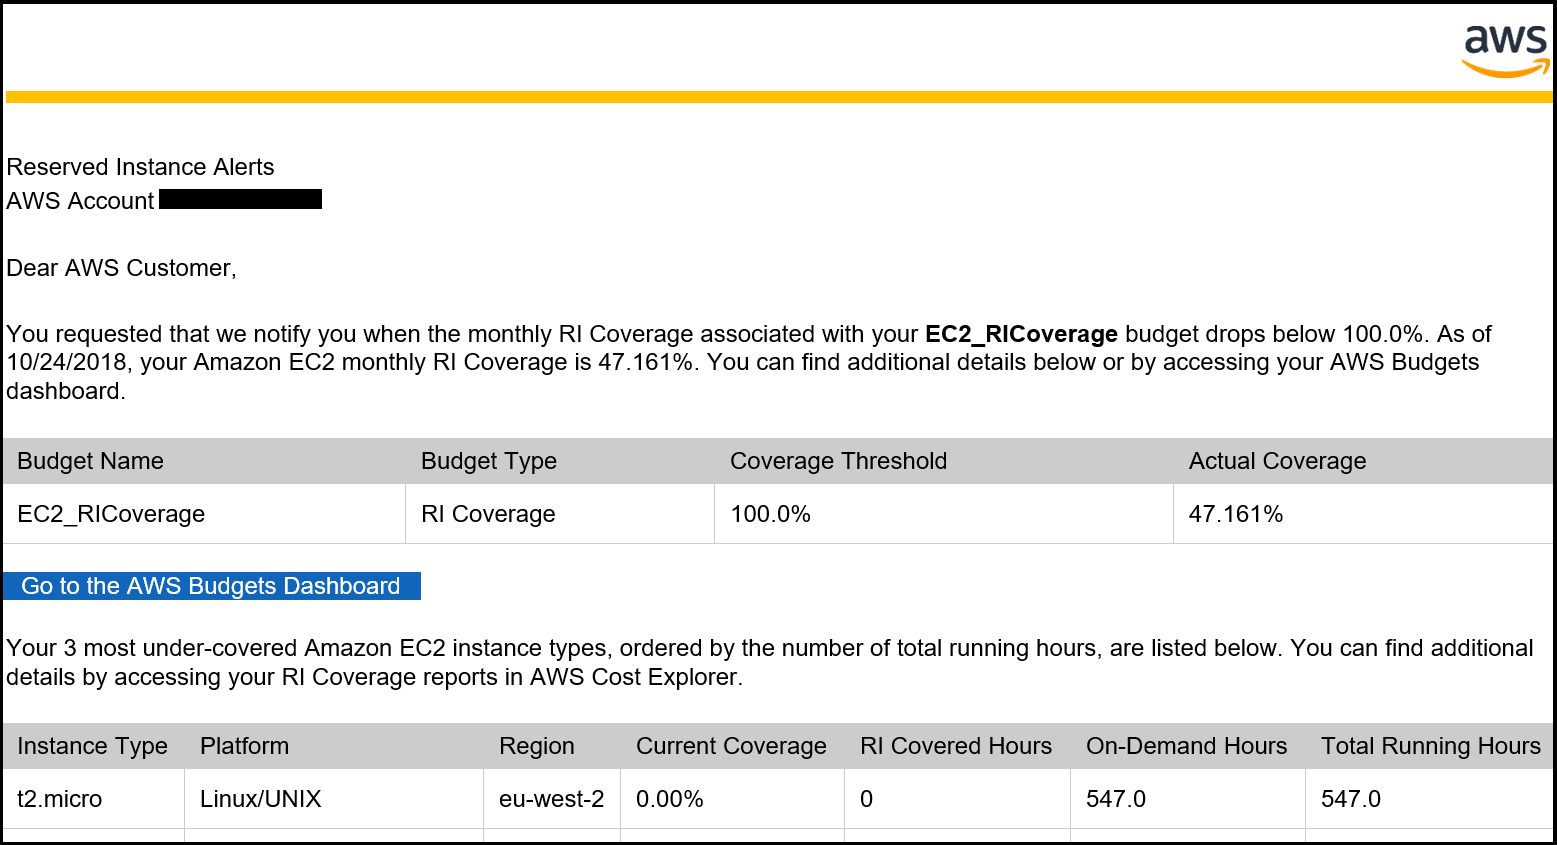 aws
Reserved Instance Alerts
AWS Account
Dear AWS Customer,
You requested that we notify you when the monthly RI Coverage associated with your EC2_RICoverage budget drops below 100.0%. As of
10/24/2018, your Amazon EC2 monthly RI Coverage is 47.161%. You can find additional details below or by accessing your AWS Budgets
dashboard.
Budget Name Budget Type Coverage Threshold Actual Coverage
EC2_RICoverage RI Coverage 100.0% 47.161%
Go to the AWS Budgets Dashboard
Your 3 most under-covered Amazon EC2 instance types, ordered by the number of total running hours, are listed below. You can find additional
details by accessing your RI Coverage reports in AWS Cost Explorer.
Instance Type Platform Region Current Coverage RI Covered Hours On-Demand Hours Total Running Hours
t2.micro Linux/UNIX eu-west-2 0.00% 0 547.0 547.0